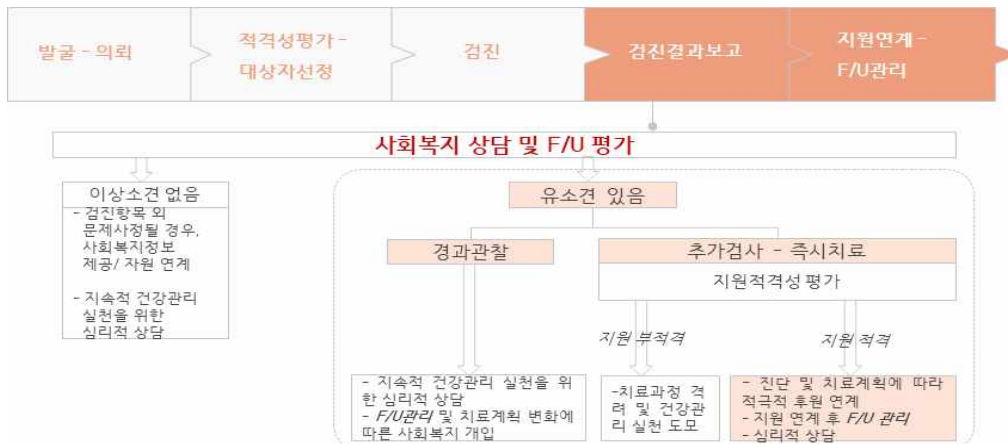 발굴 - 의뢰
적격성평가 -
대상자선정
검진
검진결과보고
지원연계 -
F/U관리
사회복지 상담 및 F/U 평가
이상소견 없음
- 검진항목 외
문제사정될 경우,
사회복지정보
제공/ 자원 연계
- 지속적 건강관리
실천을 위한
심리적 상담
유소견 있음
경과관찰
추가검사 - 즉시치료
지원적격성 평가
지원 부적격
지원 적격
- 지속적 건강관리 실천을 위
한 심리적 상담
- F/U관리 및 치료계획 변화에
따른 사회복지 개입
-치료과정 격
려 및 건강관
리 실천 도모
- 진단 및 치료계획에 따라
적극적 후원 연계
- 지원 연계 후 F/U 관리
- 심리적 상담